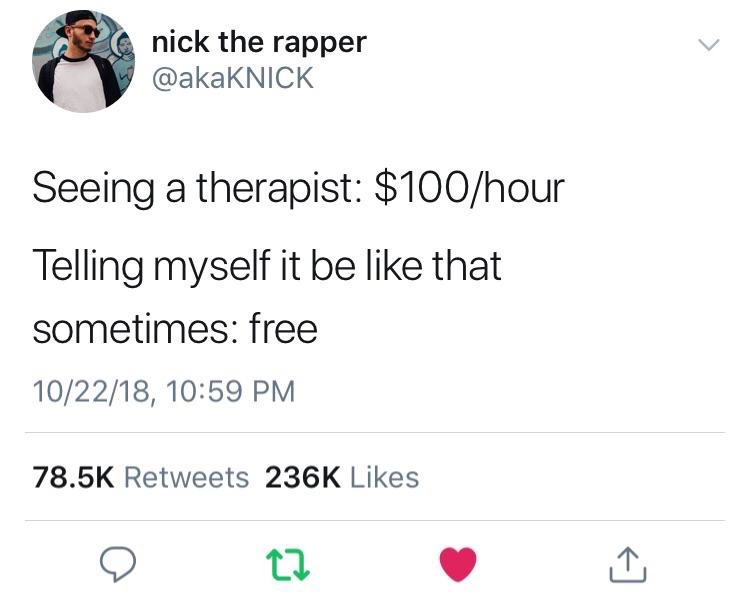 nick the rapper
@akaKNICK
Seeing a therapist: $100/hour
Telling myself it be like that
sometimes: free
10/22/18, 10:59 PM
78.5K Retweets 236K Likes